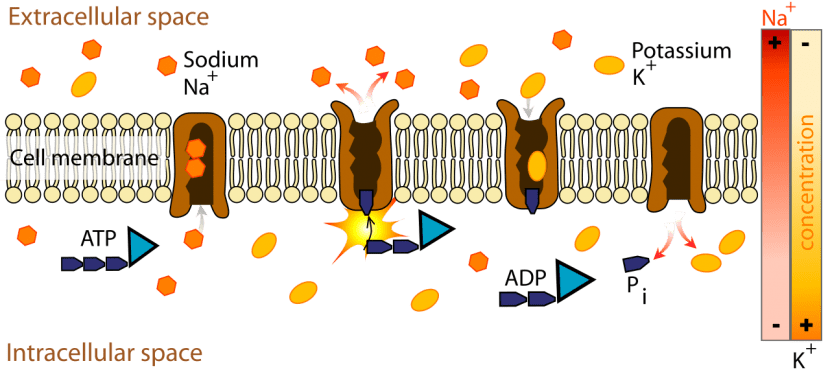 Extracellular space
Na+
+ -
Sodium
Na+
Potassium
K+
Cell membrane
concentration
ATP
ADP
Pi
- +
Intracellular space
K+